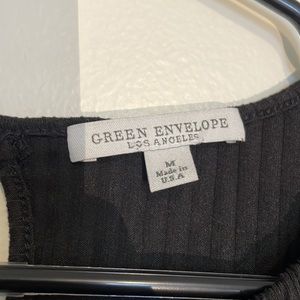 GREEN ENVELOPE
LOS ANGELES
M
Made in
U.S.A